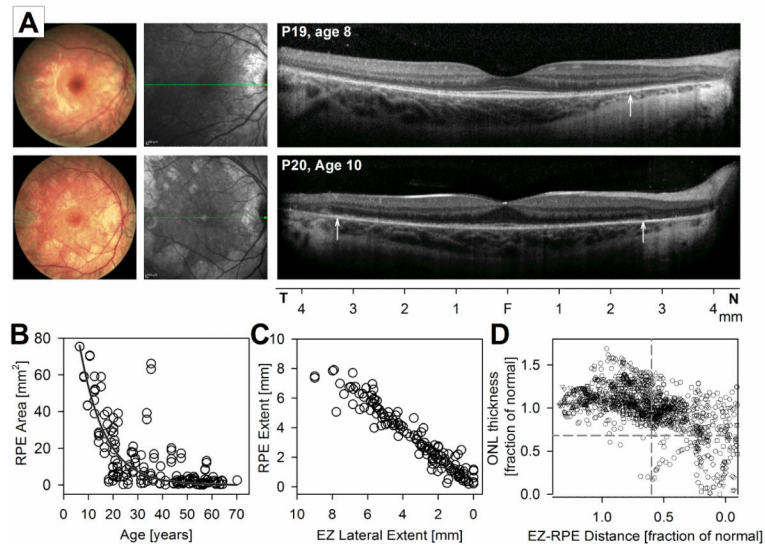 A
P19, age 8
P20, Age 10
T
N
4 3 2 1 F 1 2 3 4
mm
B
RPE Area [mm²]
80
60
40
20
0
0 10 20 30 40 50 60 70
Age [years]
C
RPE Extent [mm]
10
8
6
4
2
0
10 8 6 4 2 0
EZ Lateral Extent [mm]
D
ONL thickness
[fraction of normal]
1.5
1.0
0.5
0.0
1.0 0.5 0.0
EZ-RPE Distance [fraction of normal]